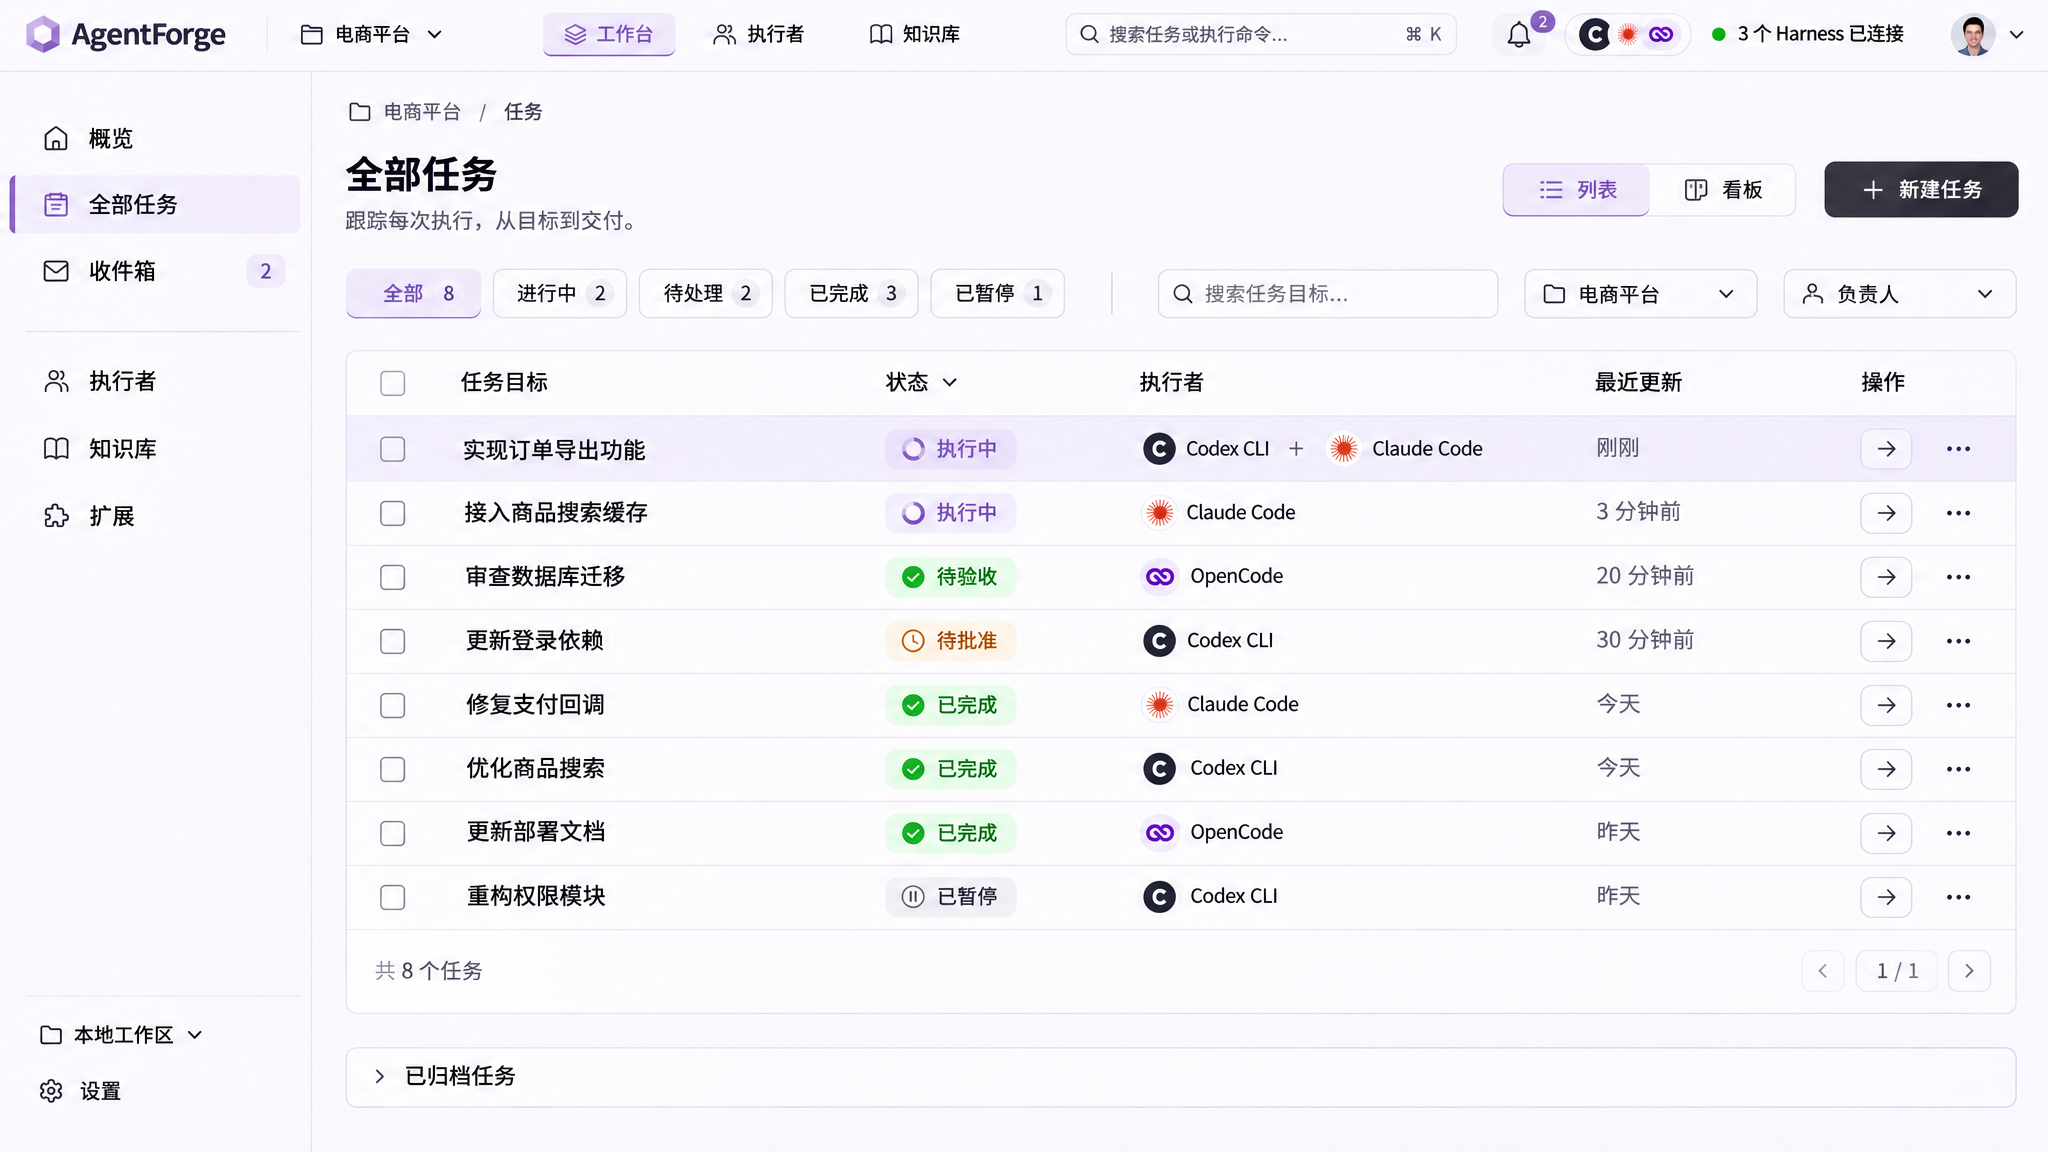 AgentForge 电商平台 工作台 执行者 知识库 搜索任务或执行命令... ⌘ K 2 3 个 Harness 已连接
概览
全部任务
收件箱 2
执行者
知识库
扩展
本地工作区
设置
电商平台 / 任务
全部任务
跟踪每次执行，从目标到交付。
列表 看板 + 新建任务
全部 8 进行中 2 待处理 2 已完成 3 已暂停 1 搜索任务目标... 电商平台 负责人
任务目标 状态 执行者 最近更新 操作
实现订单导出功能 执行中 C Codex CLI + Claude Code 刚刚
接入商品搜索缓存 执行中 Claude Code 3 分钟前
审查数据库迁移 待验收 OpenCode 20 分钟前
更新登录依赖 待批准 C Codex CLI 30 分钟前
修复支付回调 已完成 Claude Code 今天
优化商品搜索 已完成 C Codex CLI 今天
更新部署文档 已完成 OpenCode 昨天
重构权限模块 已暂停 C Codex CLI 昨天
共 8 个任务 1 / 1
已归档任务